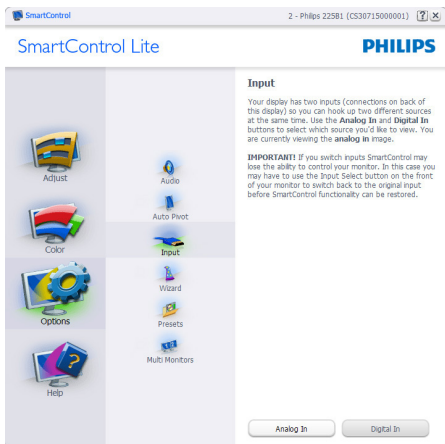 SmartControl
2 - Philips 225B1 (CS30715000001)
SmartControl Lite
PHILIPS
Adjust
Color
Options
Help
Audio
Auto Pivot
Input
Wizard
Presets
Multi Monitors
Input
Your display has two inputs (connections on back of
this display) so you can hook up two different sources
at the same time. Use the Analog In and Digital In
buttons to select which source you'd like to view. You
are currently viewing the analog in image.
IMPORTANT! If you switch inputs SmartControl may
lose the ability to control your monitor. In this case you
may have to use the Input Select button on the front
of your monitor to switch back to the original input
before SmartControl functionality can be restored.
Analog In
Digital In